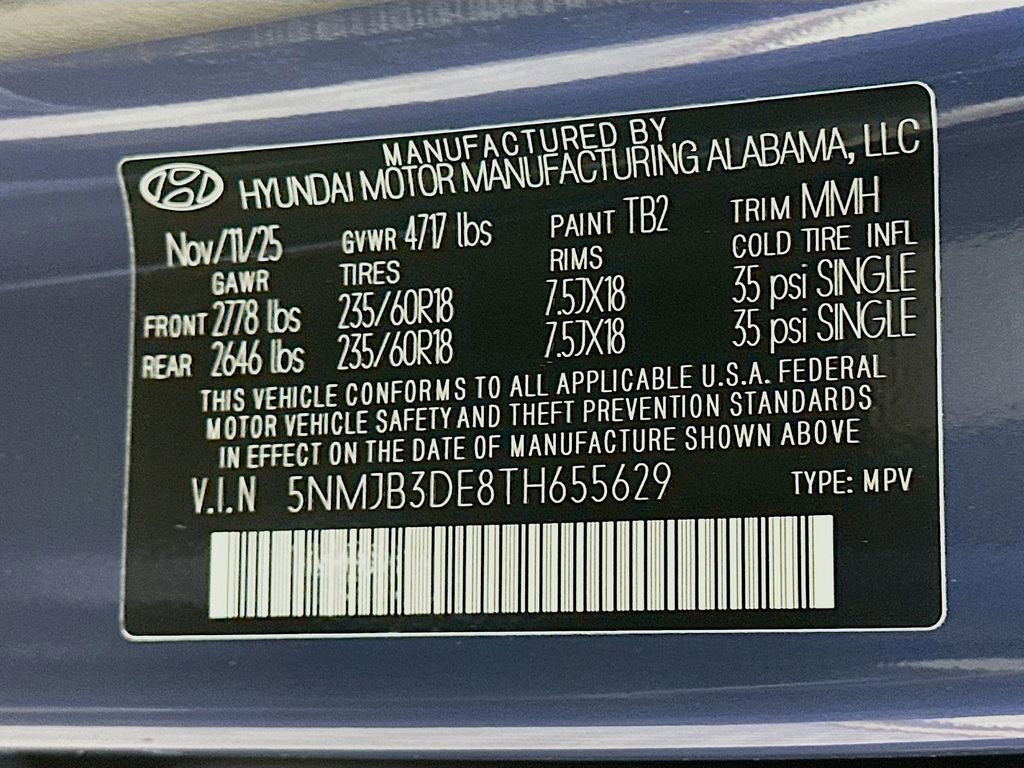 MANUFACTURED BY
HYUNDAI MOTOR MANUFACTURING ALABAMA, LLC
Nov/11/25 GVWR 4717 lbs PAINT TB2 TRIM MMH
GAWR TIRES RIMS COLD TIRE INFL
FRONT 2778 lbs 235/60R18 7.5JX18 35 psi SINGLE
REAR 2646 lbs 235/60R18 7.5JX18 35 psi SINGLE
THIS VEHICLE CONFORMS TO ALL APPLICABLE U.S.A. FEDERAL
MOTOR VEHICLE SAFETY AND THEFT PREVENTION STANDARDS
IN EFFECT ON THE DATE OF MANUFACTURE SHOWN ABOVE
V.I.N 5NMJB3DE8TH655629 TYPE: MPV